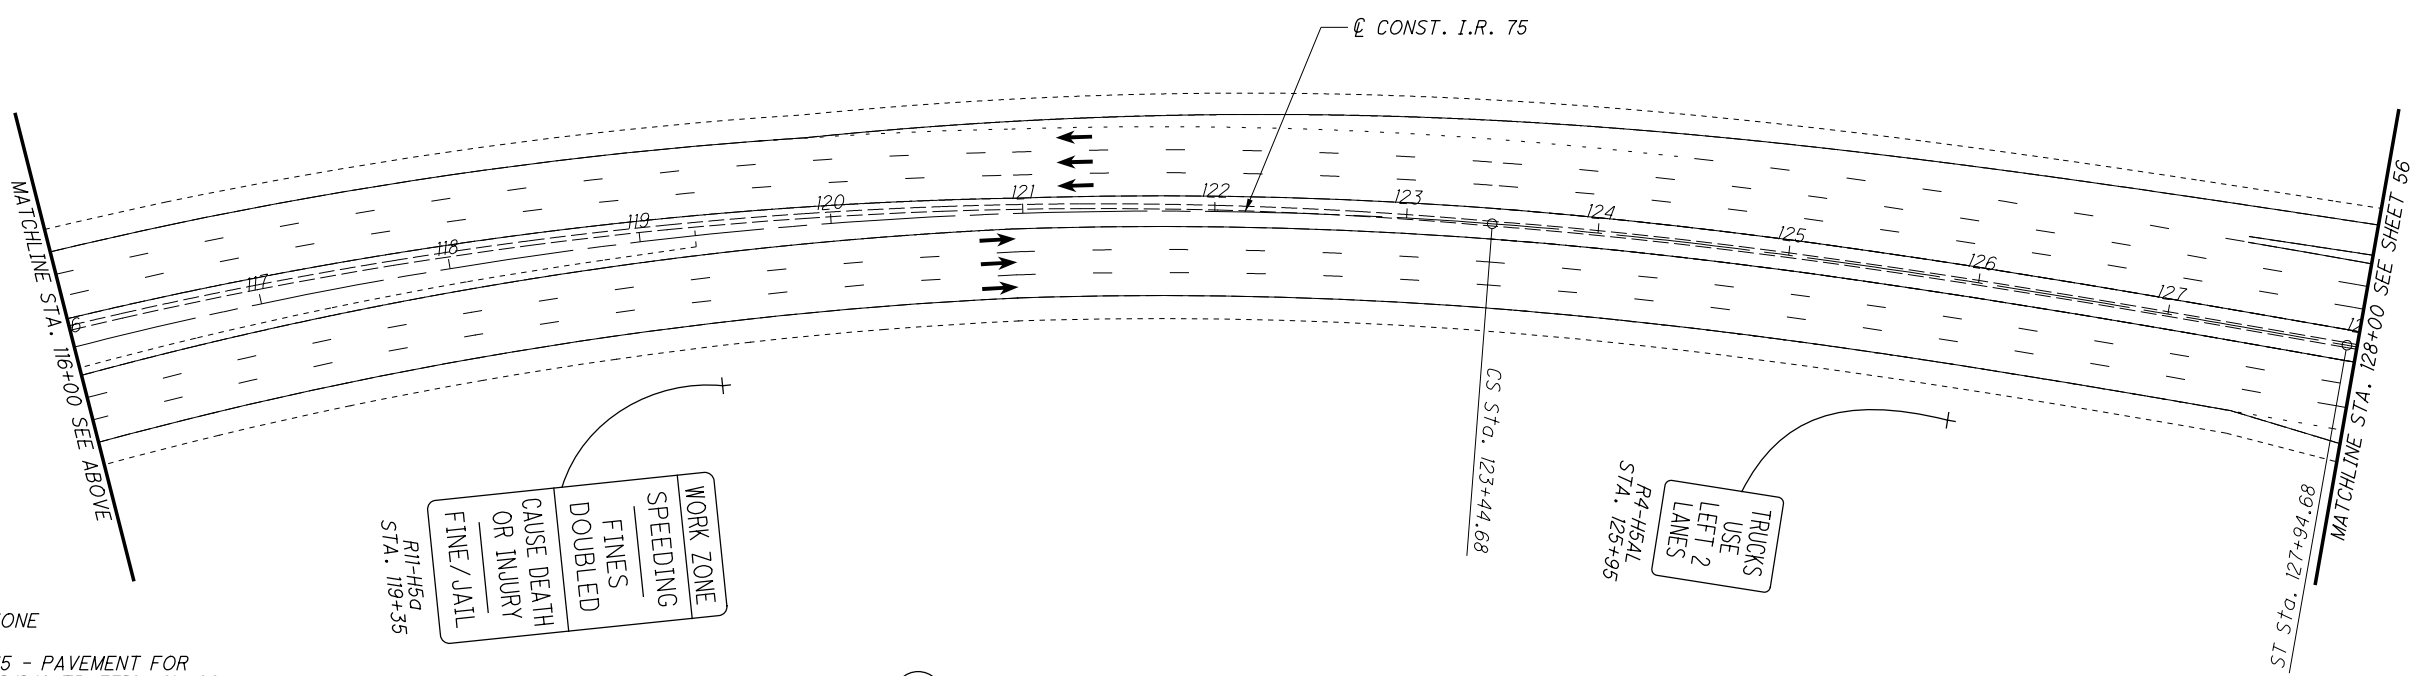 ℄ CONST. I.R. 75
MATCHLINE STA. 116+00 SEE ABOVE
117
118
119
120
121
122
123
124
125
126
127
MATCHLINE STA. 128+00 SEE SHEET 56
CS Sta. 123+44.68
ST Sta. 127+94.68
WORK ZONE
SPEEDING
FINES
DOUBLED
CAUSE DEATH
OR INJURY
FINE/JAIL
R11-H5a
STA. 119+35
TRUCKS
USE
LEFT 2
LANES
R4-H5AL
STA. 125+95
ONE
5 - PAVEMENT FOR